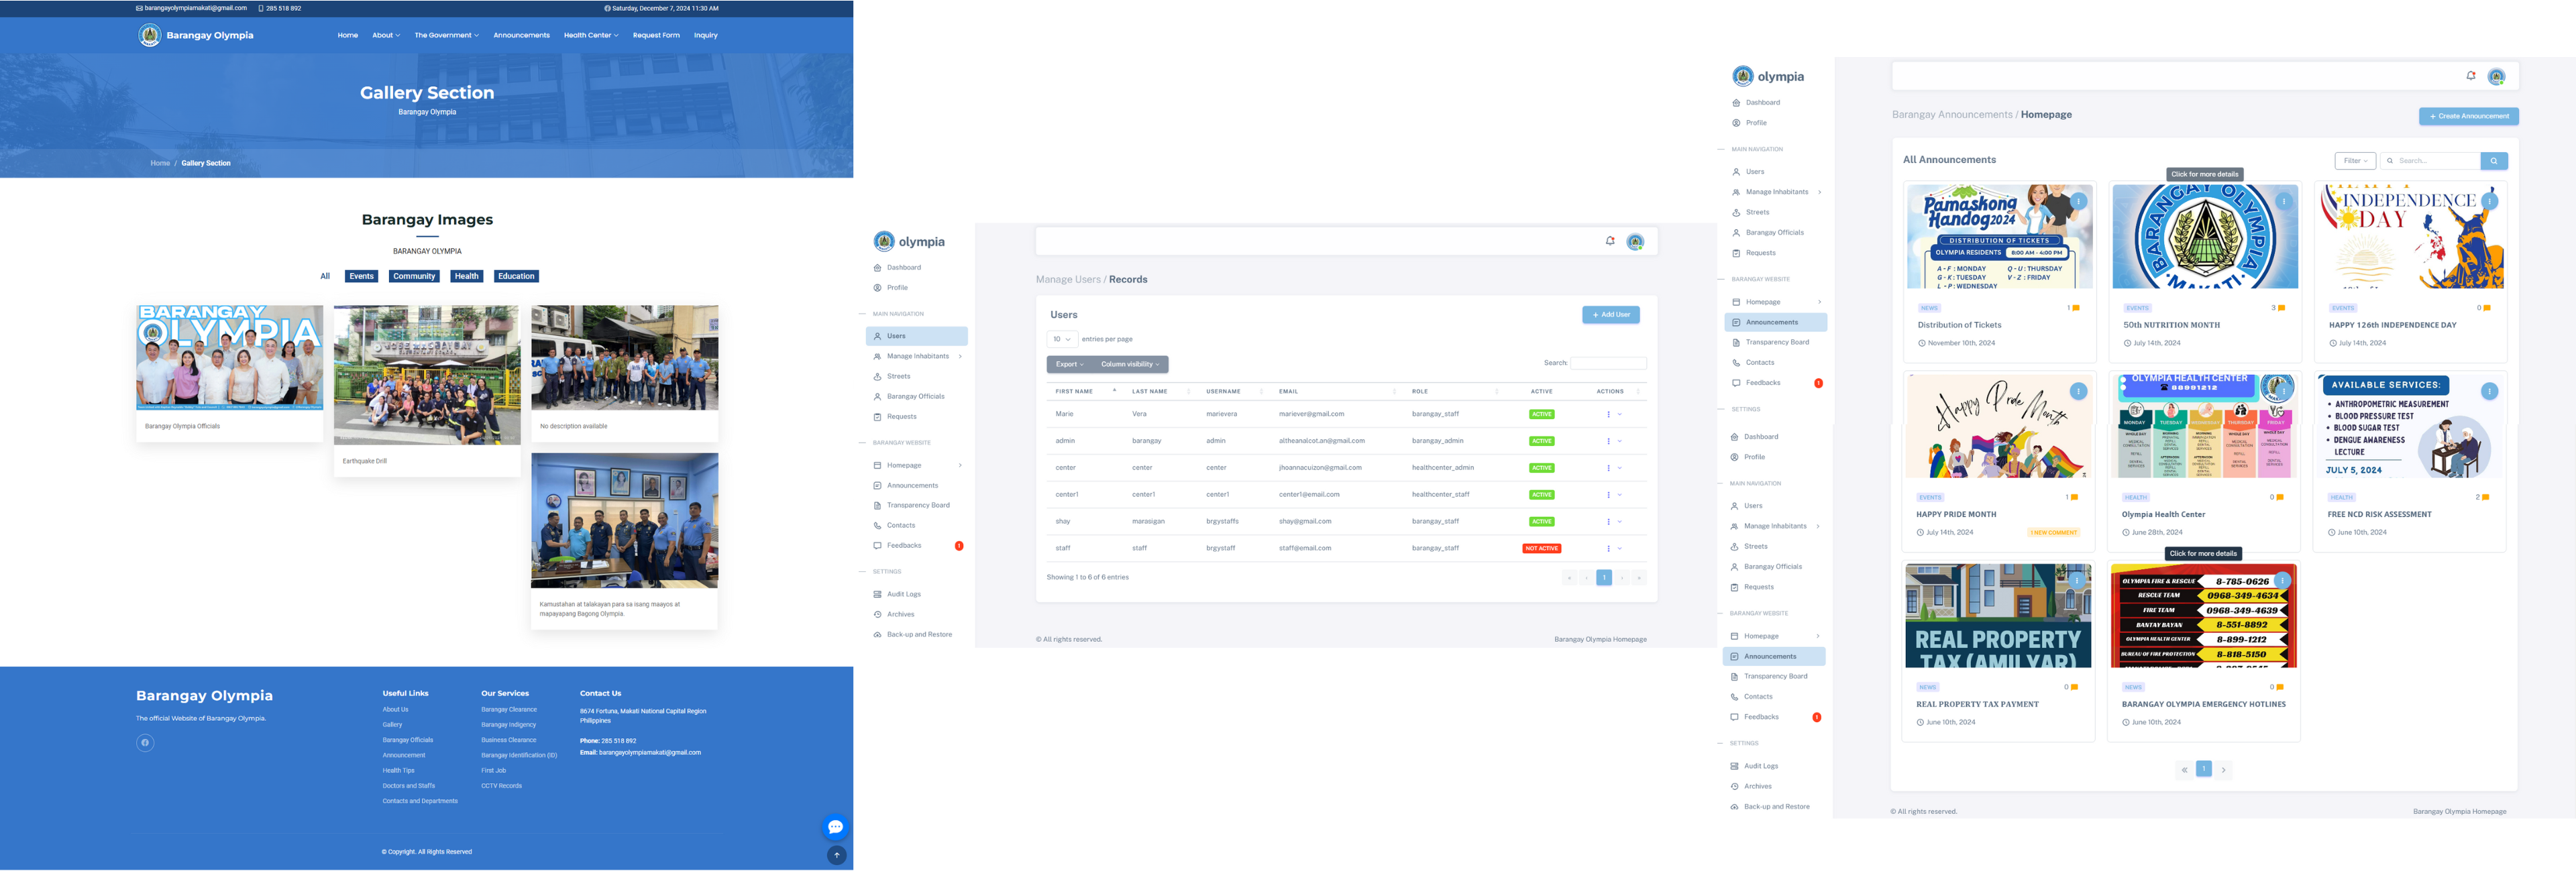 barangayolympiamakati@gmail.com 285 518 892
Saturday, December 7, 2024 11:30 AM
Barangay Olympia
Home About The Government Announcements Health Center Request Form Inquiry
Gallery Section
Barangay Olympia
Home / Gallery Section
Barangay Images
BARANGAY OLYMPIA
All Events Community Health Education
BARANGAY
OLYMPIA
Barangay Olympia Officials
Earthquake Drill
No description available
Kamustahan at talakayan para sa isang maayos at
mapayapang Bagong Olympia.
Barangay Olympia
The official Website of Barangay Olympia.
Useful Links
About Us
Gallery
Barangay Officials
Announcement
Health Tips
Doctors and Staffs
Contacts and Departments
Our Services
Barangay Clearance
Barangay Indigency
Business Clearance
Barangay Identification (ID)
First Job
CCTV Records
Contact Us
8674 Fortuna, Makati National Capital Region
Philippines
Phone: 285 518 892
Email: barangayolympiamakati@gmail.com
© Copyright. All Rights Reserved
olympia
Dashboard
Profile
MAIN NAVIGATION
Users
Manage Inhabitants
Streets
Barangay Officials
Requests
BARANGAY WEBSITE
Homepage
Announcements
Transparency Board
Contacts
Feedbacks 1
SETTINGS
Audit Logs
Archives
Back-up and Restore
Manage Users / Records
Users
+ Add User
10 entries per page
Export Column visibility
Search:
FIRST NAME LAST NAME USERNAME EMAIL ROLE ACTIVE ACTIONS
Marie Vera marievera mariever@gmail.com barangay_staff ACTIVE
admin barangay admin altheanalcot.an@gmail.com barangay_admin ACTIVE
center center center jhoannacuizon@gmail.com healthcenter_admin ACTIVE
center1 center1 center1 center1@email.com healthcenter_staff ACTIVE
shay marasigan brgystaffs shay@gmail.com barangay_staff ACTIVE
staff staff brgystaff staff@email.com barangay_staff NOT ACTIVE
Showing 1 to 6 of 6 entries
« ‹ 1 › »
© All rights reserved.
Barangay Olympia Homepage
olympia
Dashboard
Profile
MAIN NAVIGATION
Users
Manage Inhabitants
Streets
Barangay Officials
Requests
BARANGAY WEBSITE
Homepage
Announcements
Transparency Board
Contacts
Feedbacks 1
SETTINGS
Dashboard
Profile
MAIN NAVIGATION
Users
Manage Inhabitants
Streets
Barangay Officials
Requests
BARANGAY WEBSITE
Homepage
Announcements
Transparency Board
Contacts
Feedbacks 1
SETTINGS
Audit Logs
Archives
Back-up and Restore
Barangay Announcements / Homepage
+ Create Announcement
All Announcements
Filter Search...
Click for more details
Pamaskong
Handog 2024
DISTRIBUTION OF TICKETS
OLYMPIA RESIDENTS 8:00 AM - 4:00 PM
A - F : MONDAY Q - U : THURSDAY
G - K : TUESDAY V - Z : FRIDAY
L - P : WEDNESDAY
NEWS 1
Distribution of Tickets
November 10th, 2024
BARANGAY OLYMPIA
MAKATI
EVENTS 3
50th NUTRITION MONTH
July 14th, 2024
INDEPENDENCE
DAY
EVENTS 0
HAPPY 126th INDEPENDENCE DAY
July 14th, 2024
Happy Pride Month
EVENTS 1
HAPPY PRIDE MONTH
July 14th, 2024 1 NEW COMMENT
OLYMPIA HEALTH CENTER
88991212
MONDAY TUESDAY WEDNESDAY THURSDAY FRIDAY
HEALTH 0
Olympia Health Center
June 28th, 2024
AVAILABLE SERVICES:
• ANTHROPOMETRIC MEASUREMENT
• BLOOD PRESSURE TEST
• BLOOD SUGAR TEST
• DENGUE AWARENESS
LECTURE
JULY 5, 2024
HEALTH 2
FREE NCD RISK ASSESSMENT
June 10th, 2024
Click for more details
REAL PROPERTY
TAX (AMILYAR)
NEWS 0
REAL PROPERTY TAX PAYMENT
June 10th, 2024
OLYMPIA FIRE & RESCUE 8-785-0626
RESCUE TEAM 0968-349-4634
FIRE TEAM 0968-349-4639
BANTAY BAYAN 8-551-8892
OLYMPIA HEALTH CENTER 8-899-1212
BUREAU OF FIRE PROTECTION 8-818-5150
NEWS 0
BARANGAY OLYMPIA EMERGENCY HOTLINES
June 10th, 2024
« 1 ›
© All rights reserved.
Barangay Olympia Homepage